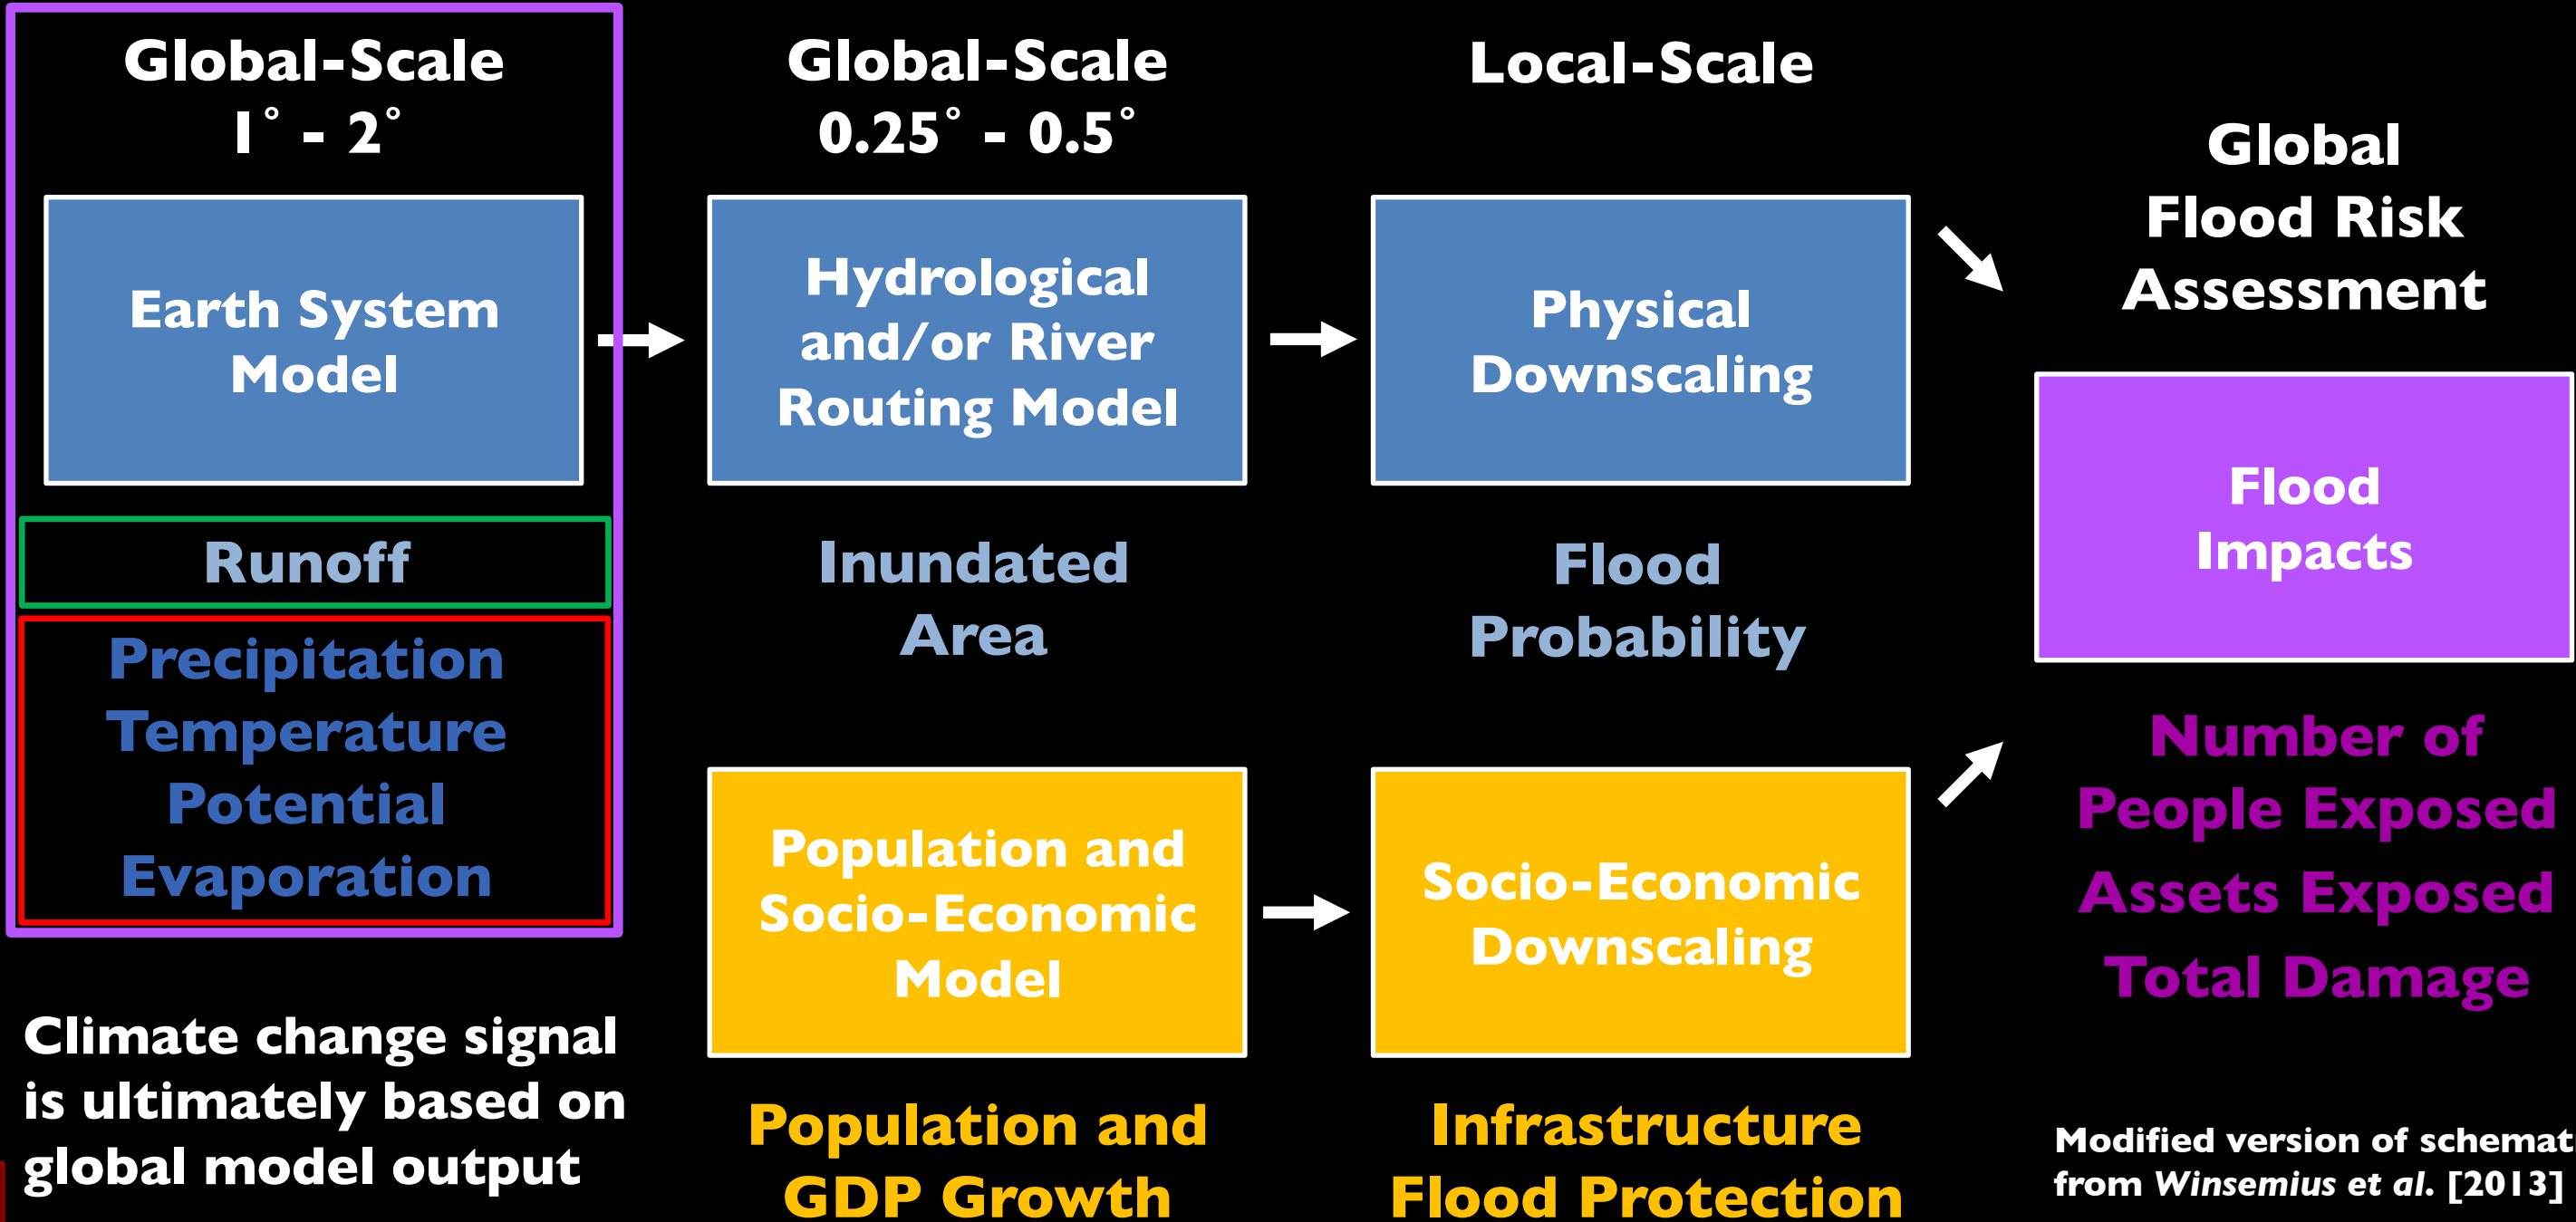 Global-Scale
1° - 2°
Earth System
Model
Runoff
Precipitation
Temperature
Potential
Evaporation
Climate change signal
is ultimately based on
global model output
Global-Scale
0.25° - 0.5°
Hydrological
and/or River
Routing Model
Inundated
Area
Population and
Socio-Economic
Model
Population and
GDP Growth
Local-Scale
Physical
Downscaling
Flood
Probability
Socio-Economic
Downscaling
Infrastructure
Flood Protection
Global
Flood Risk
Assessment
Flood
Impacts
Number of
People Exposed
Assets Exposed
Total Damage
Modified version of schemat
from Winsemius et al. [2013]